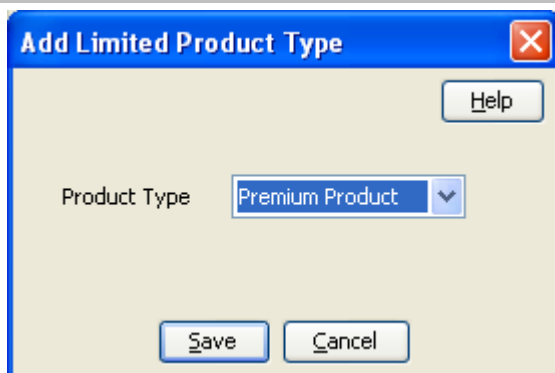 Add Limited Product Type
Help
Product Type Premium Product
Save Cancel